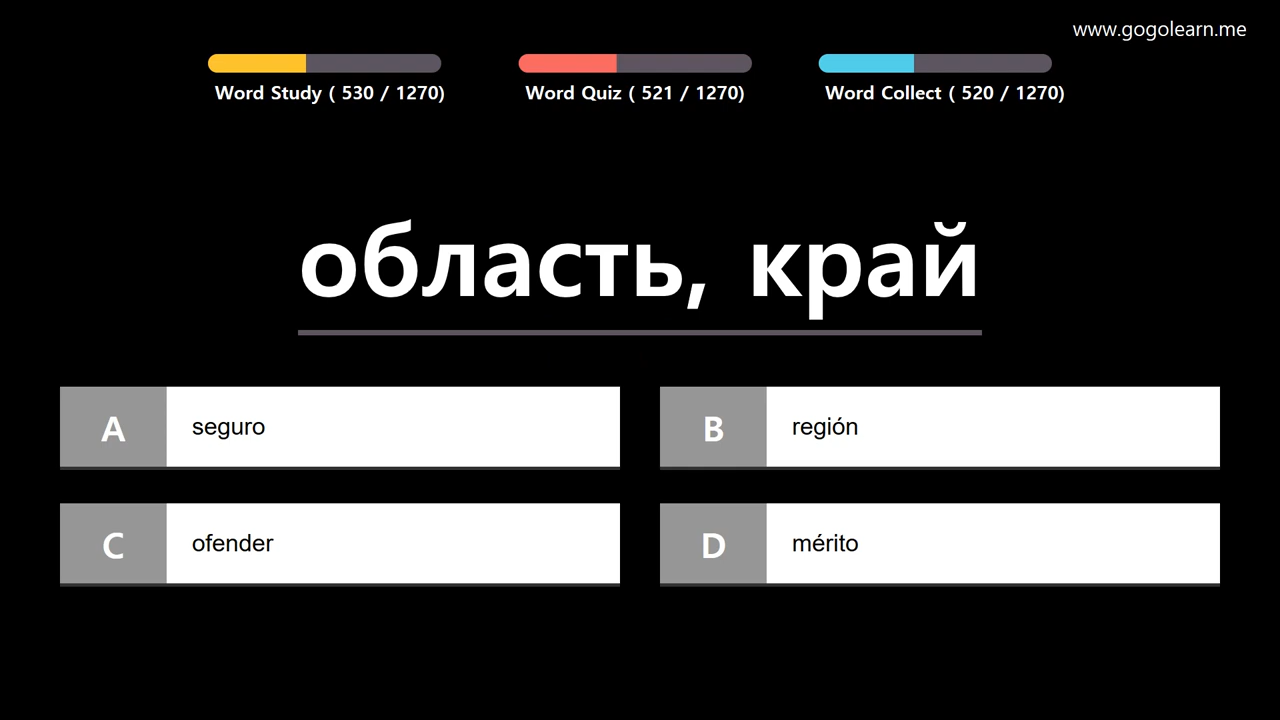 www.gogolearn.me
Word Study ( 530 / 1270)
Word Quiz ( 521 / 1270)
Word Collect ( 520 / 1270)
область, край
A seguro
B región
C ofender
D mérito